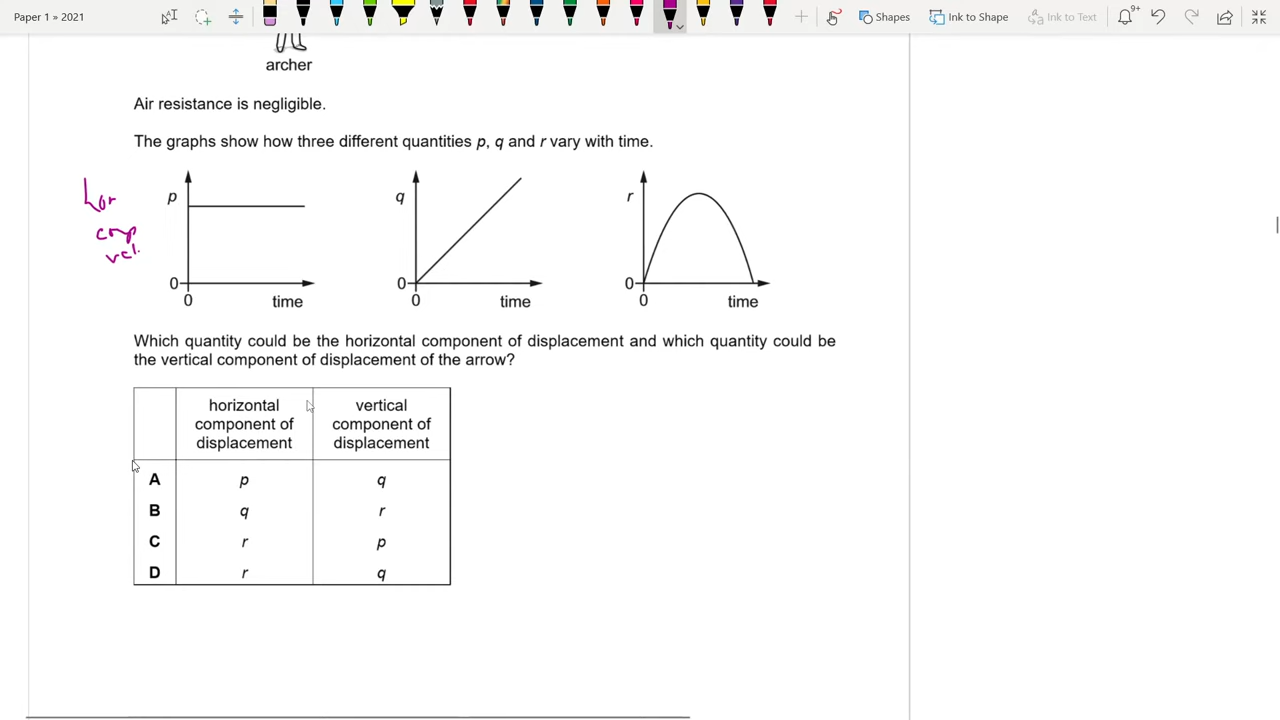 Paper 1 » 2021
Shapes
Ink to Shape
Ink to Text
9+
archer
Air resistance is negligible.
The graphs show how three different quantities p, q and r vary with time.
hor
comp
vel.
p
0
0
time
q
0
0
time
r
0
0
time
Which quantity could be the horizontal component of displacement and which quantity could be
the vertical component of displacement of the arrow?
horizontal component of displacement
vertical component of displacement
A p q
B q r
C r p
D r q